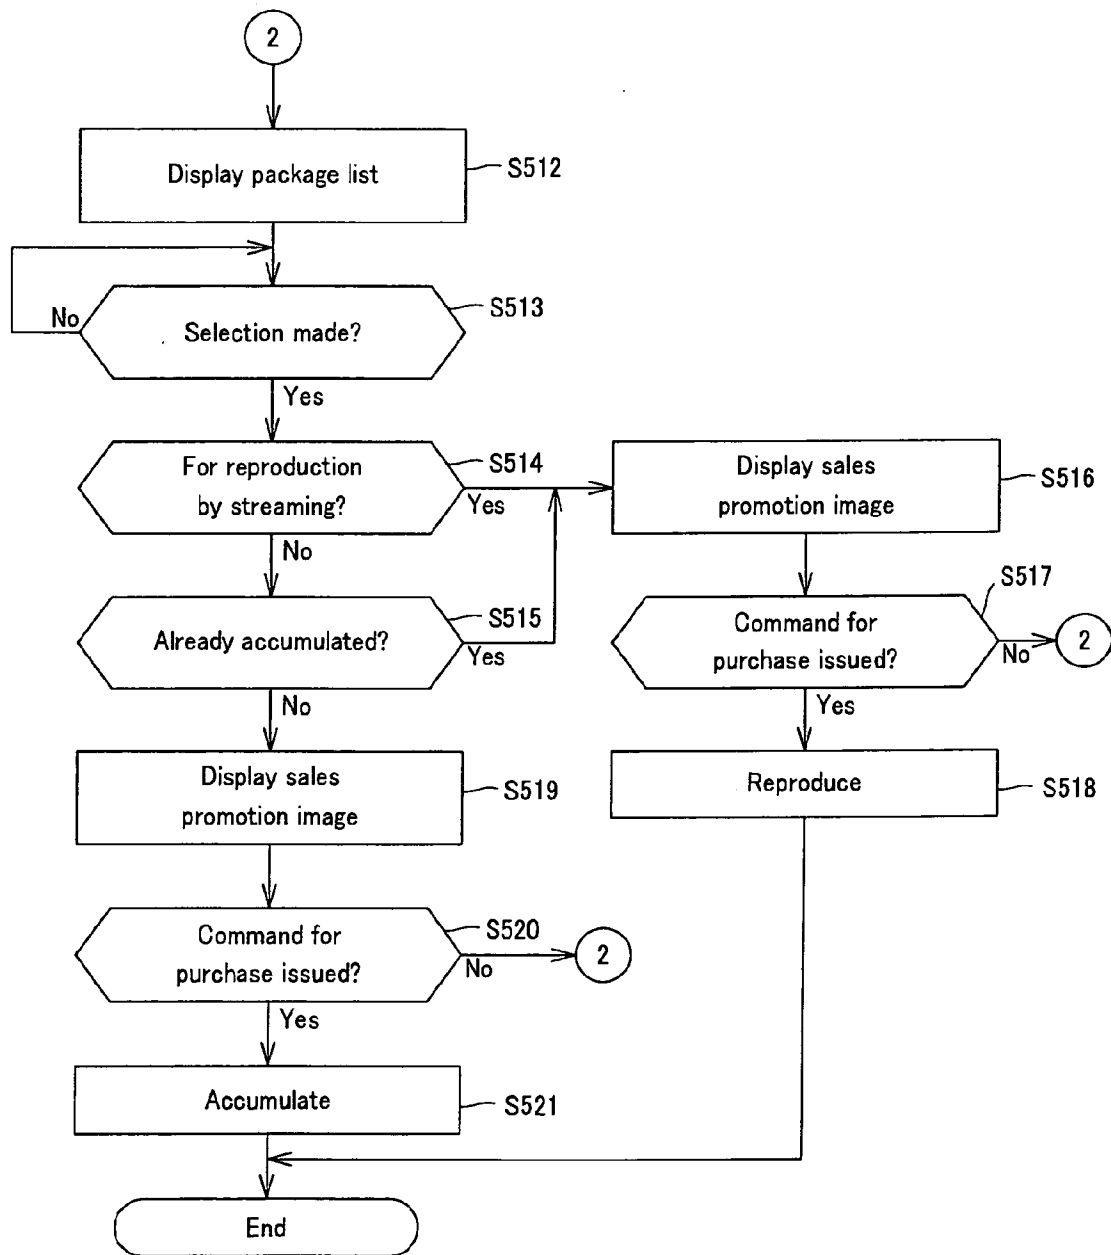 2
Display package list
S512
No
Selection made?
S513
Yes
For reproduction
by streaming?
S514
Yes
No
Display sales
promotion image
S516
Already accumulated?
S515
Yes
No
Command for
purchase issued?
S517
No
2
Yes
Display sales
promotion image
S519
Reproduce
S518
Command for
purchase issued?
S520
No
2
Yes
Accumulate
S521
End